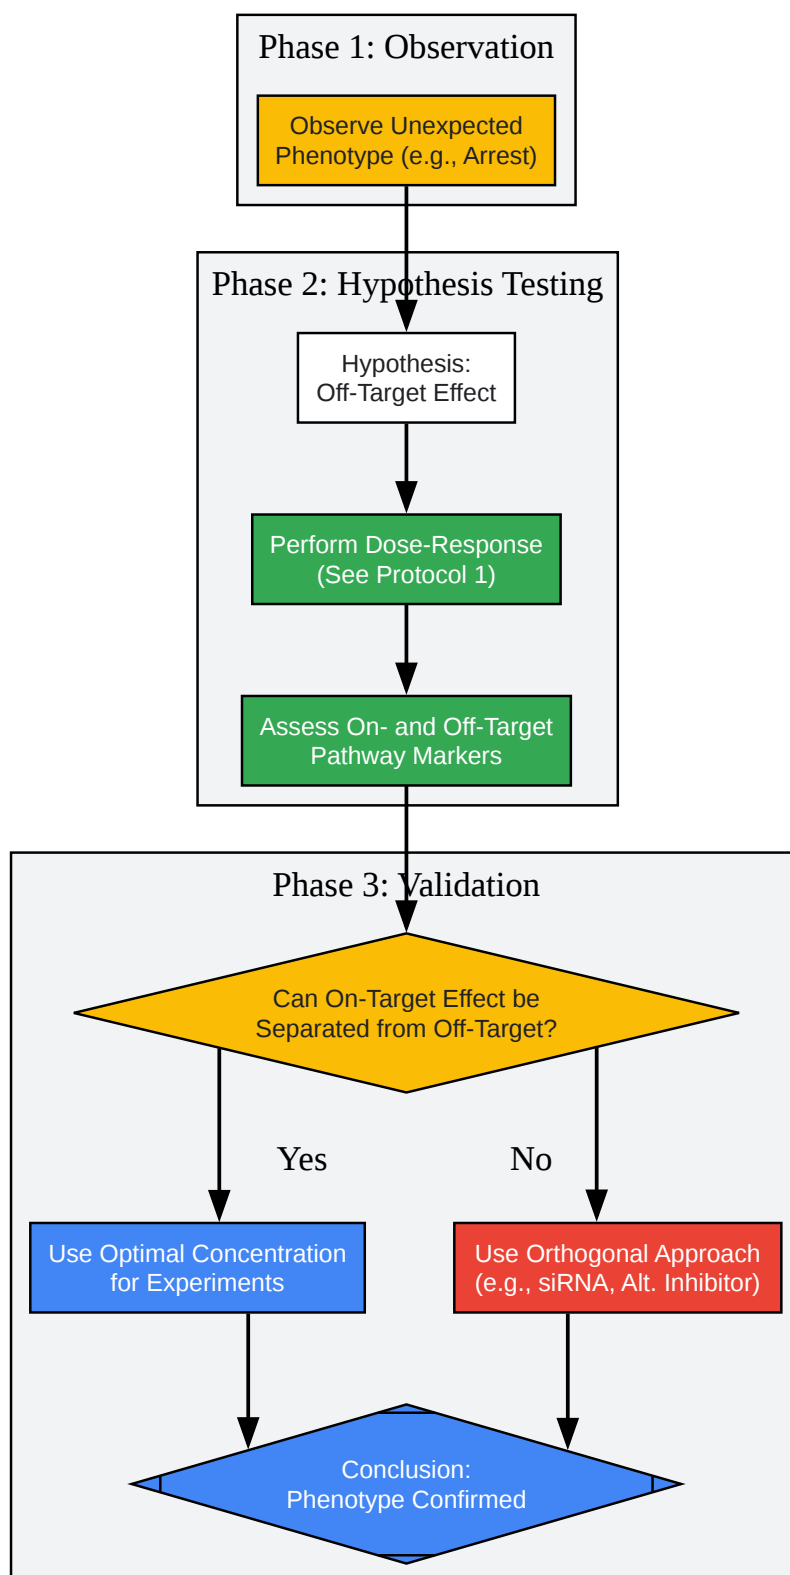 Phase 1: Observation
Observe Unexpected
Phenotype (e.g., Arrest)
Phase 2: Hypothesis Testing
Hypothesis:
Off-Target Effect
Perform Dose-Response
(See Protocol 1)
Assess On- and Off-Target
Pathway Markers
Phase 3: Validation
Can On-Target Effect be
Separated from Off-Target?
Yes
No
Use Optimal Concentration
for Experiments
Use Orthogonal Approach
(e.g., siRNA, Alt. Inhibitor)
Conclusion:
Phenotype Confirmed